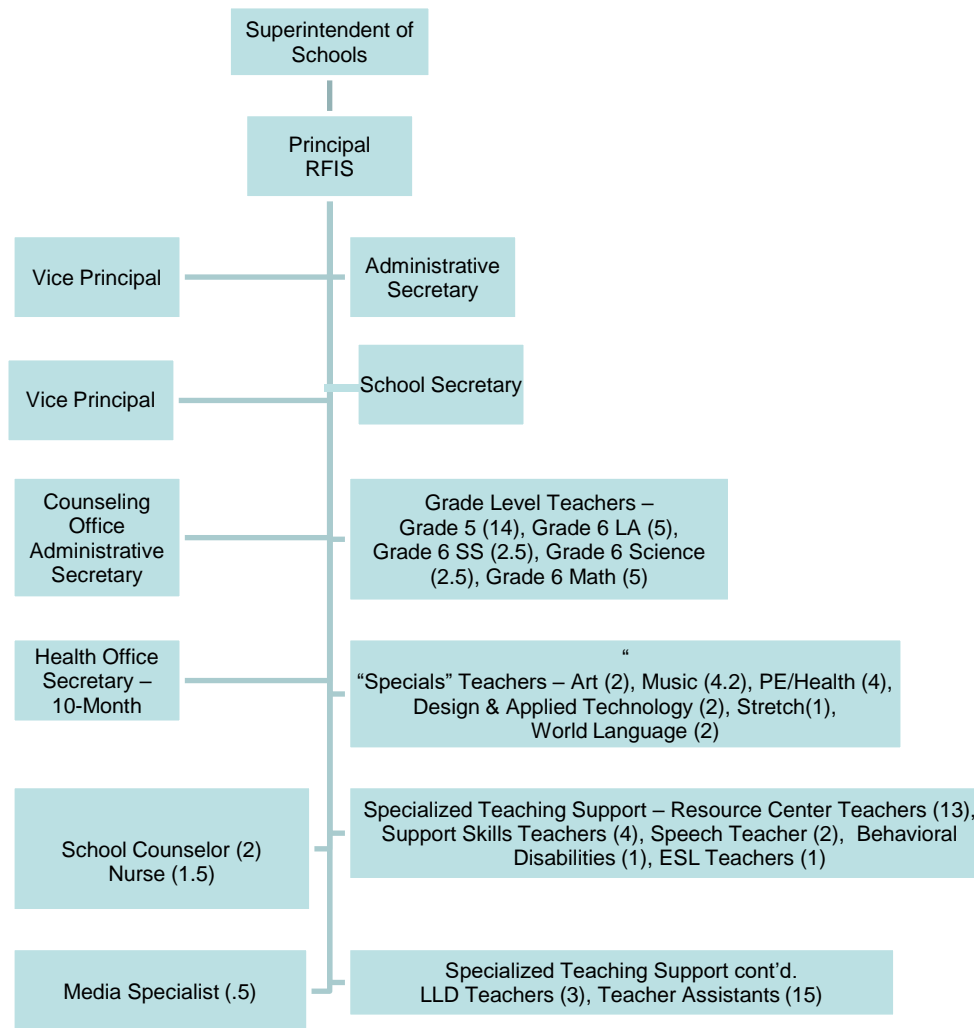 Superintendent of
Schools
Principal
RFIS
Vice Principal
Administrative
Secretary
Vice Principal
School Secretary
Counseling
Office
Administrative
Secretary
Grade Level Teachers –
Grade 5 (14), Grade 6 LA (5),
Grade 6 SS (2.5), Grade 6 Science
(2.5), Grade 6 Math (5)
Health Office
Secretary –
10-Month
“
“Specials” Teachers – Art (2), Music (4.2), PE/Health (4),
Design & Applied Technology (2), Stretch(1),
World Language (2)
School Counselor (2)
Nurse (1.5)
Specialized Teaching Support – Resource Center Teachers (13),
Support Skills Teachers (4), Speech Teacher (2), Behavioral
Disabilities (1), ESL Teachers (1)
Media Specialist (.5)
Specialized Teaching Support cont’d.
LLD Teachers (3), Teacher Assistants (15)